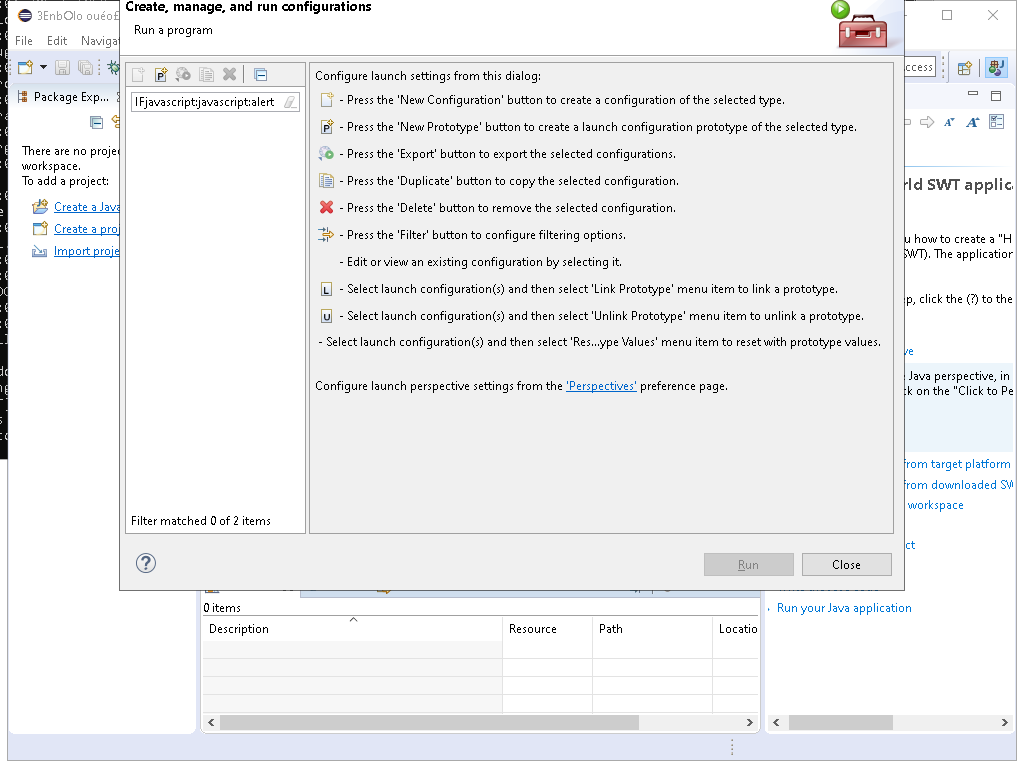 Create, manage, and run configurations
Run a program
File Edit Navigat
Package Exp...
There are no proje
workspace.
To add a project:
Create a Java
Create a proj
Import proje
IFjavascript:javascript:alert
Filter matched 0 of 2 items
Configure launch settings from this dialog:
- Press the 'New Configuration' button to create a configuration of the selected type.
- Press the 'New Prototype' button to create a launch configuration prototype of the selected type.
- Press the 'Export' button to export the selected configurations.
- Press the 'Duplicate' button to copy the selected configuration.
- Press the 'Delete' button to remove the selected configuration.
- Press the 'Filter' button to configure filtering options.
- Edit or view an existing configuration by selecting it.
- Select launch configuration(s) and then select 'Link Prototype' menu item to link a prototype.
- Select launch configuration(s) and then select 'Unlink Prototype' menu item to unlink a prototype.
- Select launch configuration(s) and then select 'Res...ype Values' menu item to reset with prototype values.
Configure launch perspective settings from the 'Perspectives' preference page.
Run
Close
ccess
rld SWT applica
u how to create a "H
SWT). The application
p, click the (?) to the
ve
Java perspective, in
k on the "Click to Pe
from target platform
from downloaded SW
workspace
ct
Run your Java application
0 items
Description Resource Path Locatio